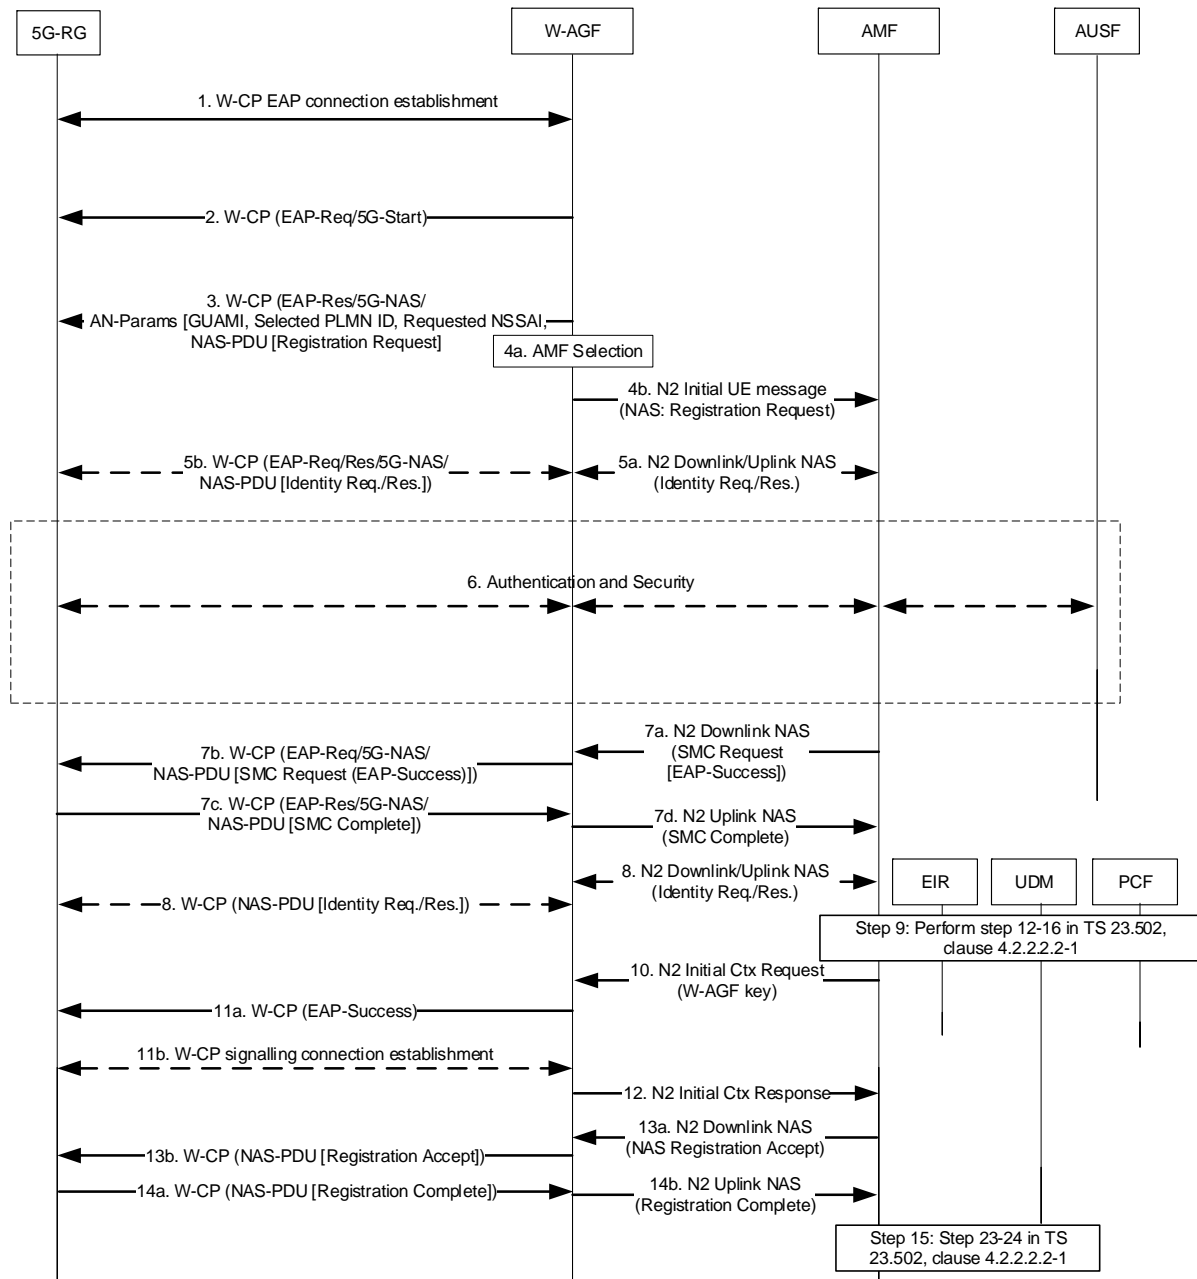 5G-RG
W-AGF
AMF
AUSF
1. W-CP EAP connection establishment
2. W-CP (EAP-Req/5G-Start)
3. W-CP (EAP-Res/5G-NAS/
AN-Params [GUAMI, Selected PLMN ID, Requested NSSAI,
NAS-PDU [Registration Request]
4a. AMF Selection
4b. N2 Initial UE message
(NAS: Registration Request)
5b. W-CP (EAP-Req/Res/5G-NAS/
NAS-PDU [Identity Req./Res.])
5a. N2 Downlink/Uplink NAS
(Identity Req./Res.)
6. Authentication and Security
7a. N2 Downlink NAS
(SMC Request
[EAP-Success])
7b. W-CP (EAP-Req/5G-NAS/
NAS-PDU [SMC Request (EAP-Success)])
7c. W-CP (EAP-Res/5G-NAS/
NAS-PDU [SMC Complete])
7d. N2 Uplink NAS
(SMC Complete)
8. N2 Downlink/Uplink NAS
(Identity Req./Res.)
8. W-CP (NAS-PDU [Identity Req./Res.])
EIR
UDM
PCF
Step 9: Perform step 12-16 in TS 23.502,
clause 4.2.2.2.2-1
10. N2 Initial Ctx Request
(W-AGF key)
11a. W-CP (EAP-Success)
11b. W-CP signalling connection establishment
12. N2 Initial Ctx Response
13a. N2 Downlink NAS
(NAS Registration Accept)
13b. W-CP (NAS-PDU [Registration Accept])
14a. W-CP (NAS-PDU [Registration Complete])
14b. N2 Uplink NAS
(Registration Complete)
Step 15: Step 23-24 in TS
23.502, clause 4.2.2.2.2-1